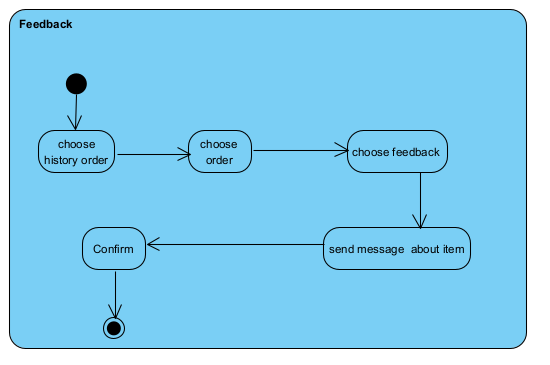 Feedback
choose
history order
choose
order
choose feedback
send message about item
Confirm